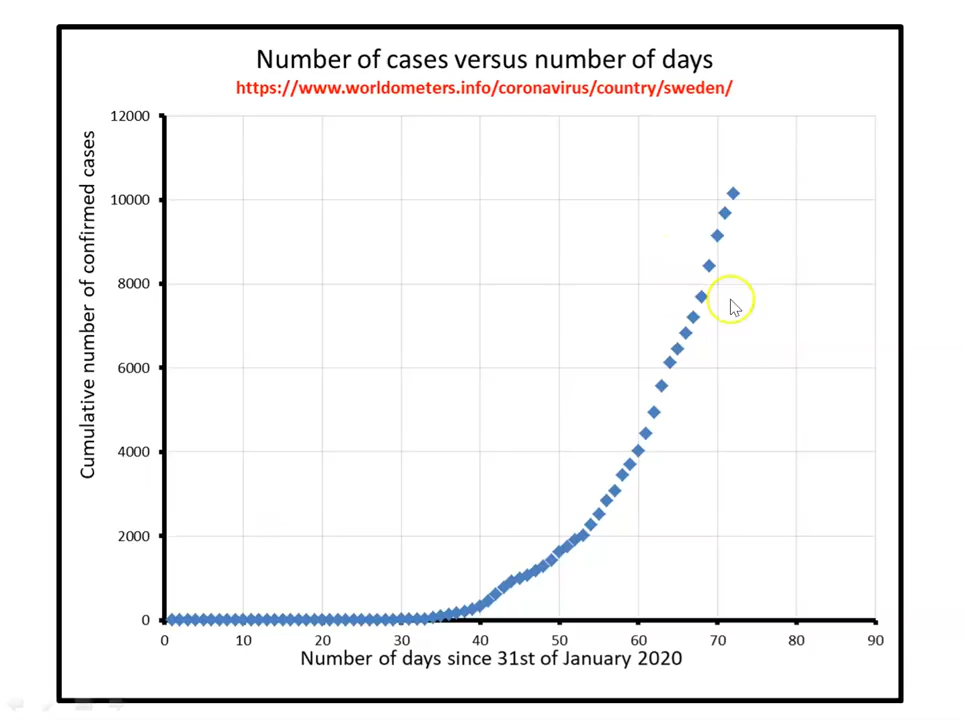 Number of cases versus number of days
https://www.worldometers.info/coronavirus/country/sweden/
Cumulative number of confirmed cases
12000
10000
8000
6000
4000
2000
0
0 10 20 30 40 50 60 70 80 90
Number of days since 31st of January 2020